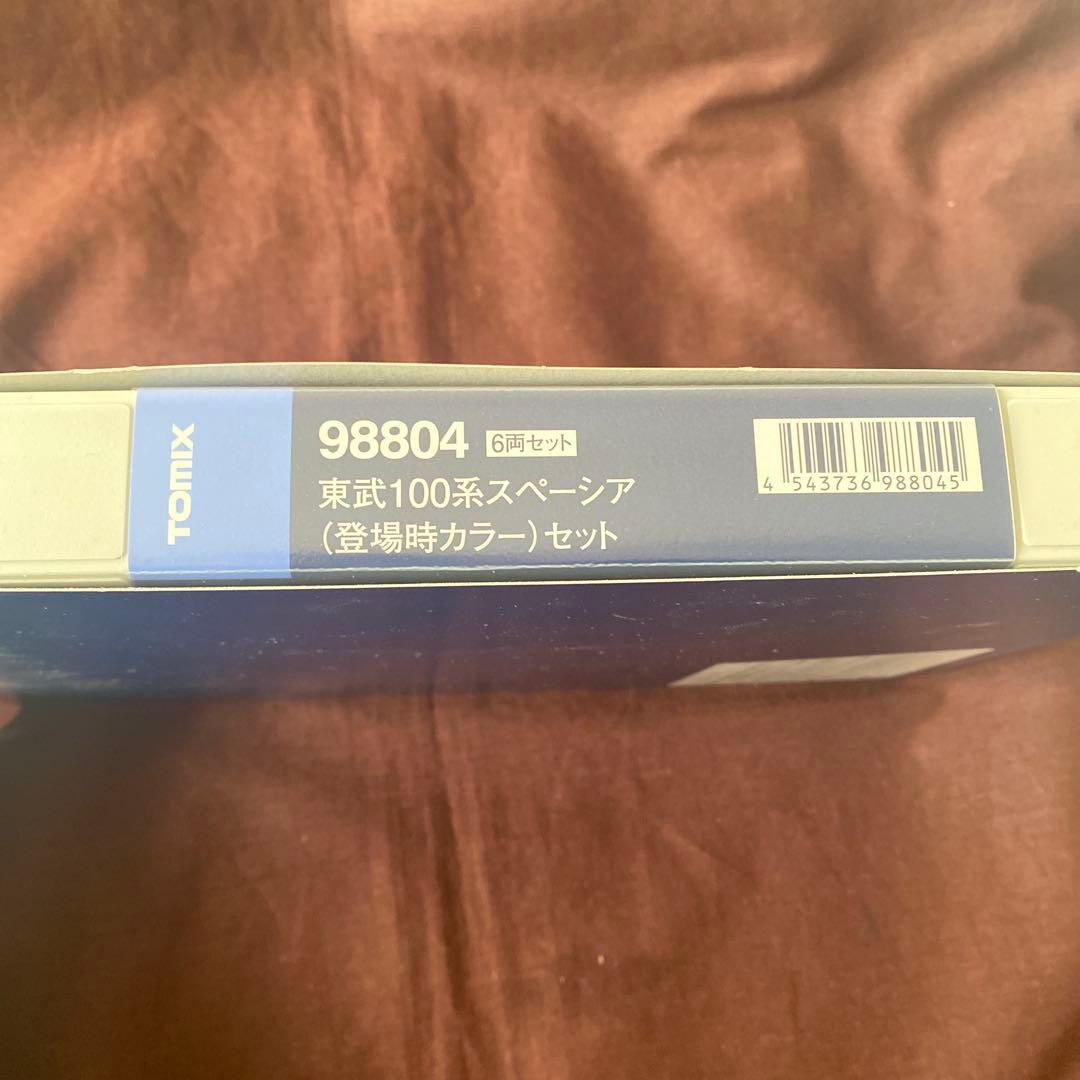 TOMIX
98804 6両セット
東武100系スペーシア
(登場時カラー)セット
4 543736 988045